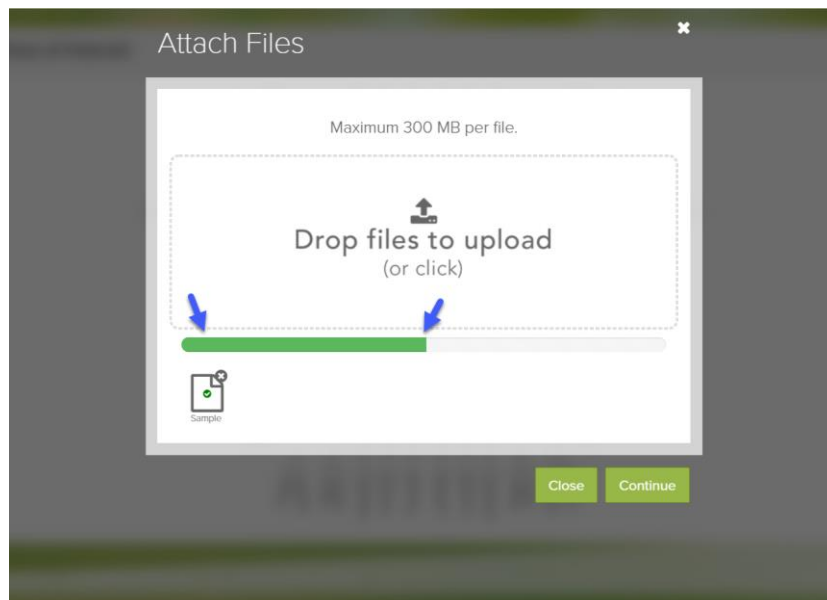 Attach Files
Maximum 300 MB per file.
Drop files to upload
(or click)
Sample
Close
Continue